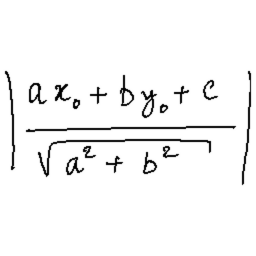 | (ax₀ + by₀ + c) / √(a² + b²) |